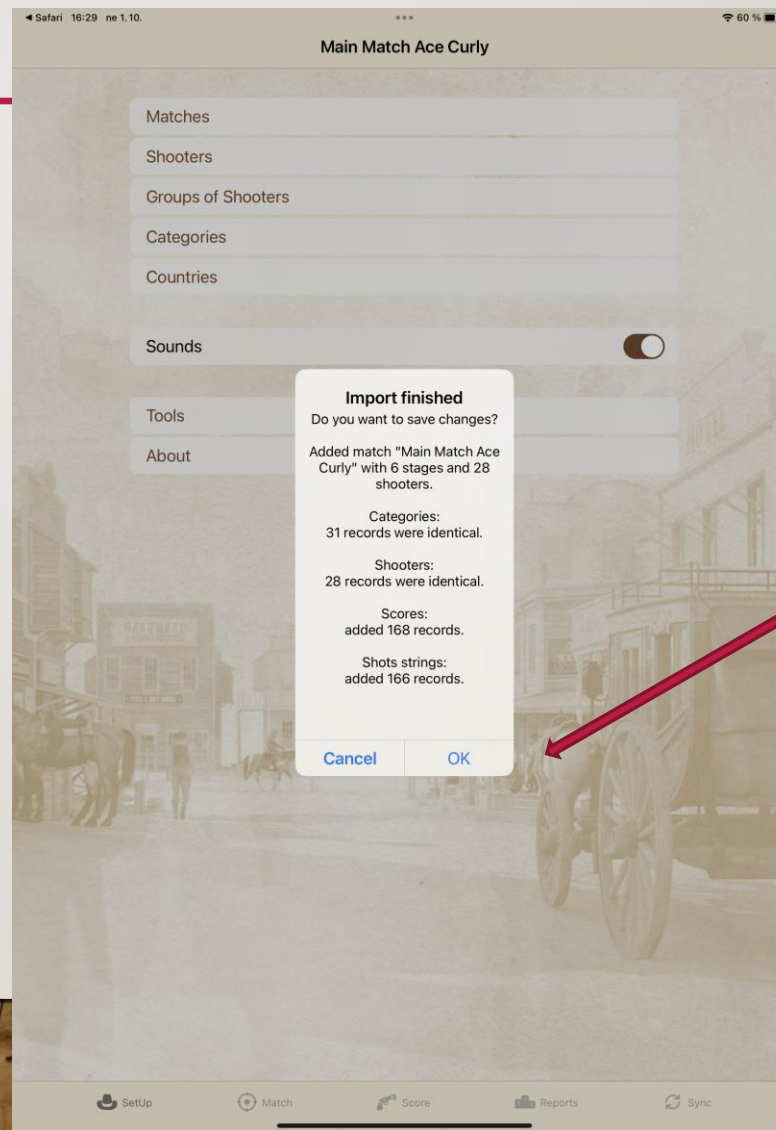 Safari 16:29 ne 1.10.
60 %
Main Match Ace Curly
Matches
Shooters
Groups of Shooters
Categories
Countries
Sounds
Tools
About
Import finished
Do you want to save changes?
Added match "Main Match Ace
Curly" with 6 stages and 28
shooters.
Categories:
31 records were identical.
Shooters:
28 records were identical.
Scores:
added 168 records.
Shots strings:
added 166 records.
Cancel OK
HARDWARE
SetUp Match Score Reports Sync